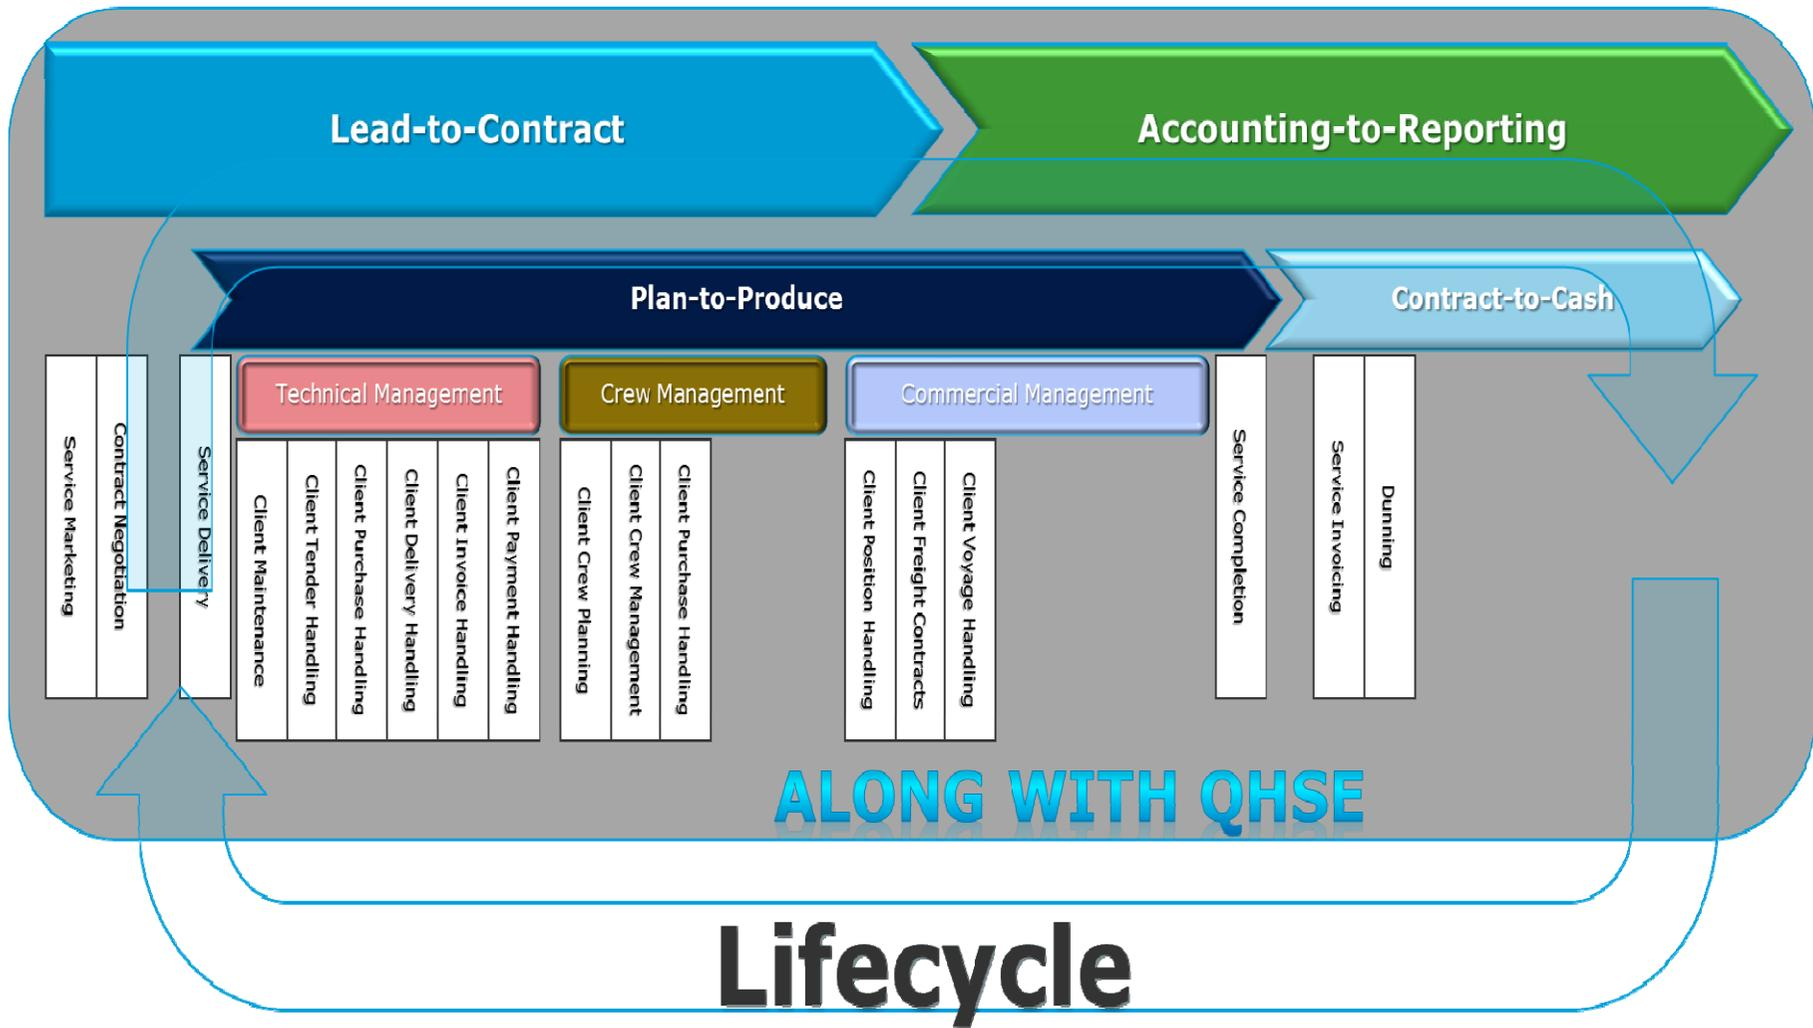 Lead-to-Contract
Accounting-to-Reporting
Plan-to-Produce
Contract-to-Cash
Service Marketing
Contract Negotiation
Service Delivery
Technical Management
Client Maintenance
Client Tender Handling
Client Purchase Handling
Client Delivery Handling
Client Invoice Handling
Client Payment Handling
Crew Management
Client Crew Planning
Client Crew Management
Client Purchase Handling
Commercial Management
Client Position Handling
Client Freight Contracts
Client Voyage Handling
Service Completion
Service Invoicing
Dunning
ALONG WITH QHSE
Lifecycle